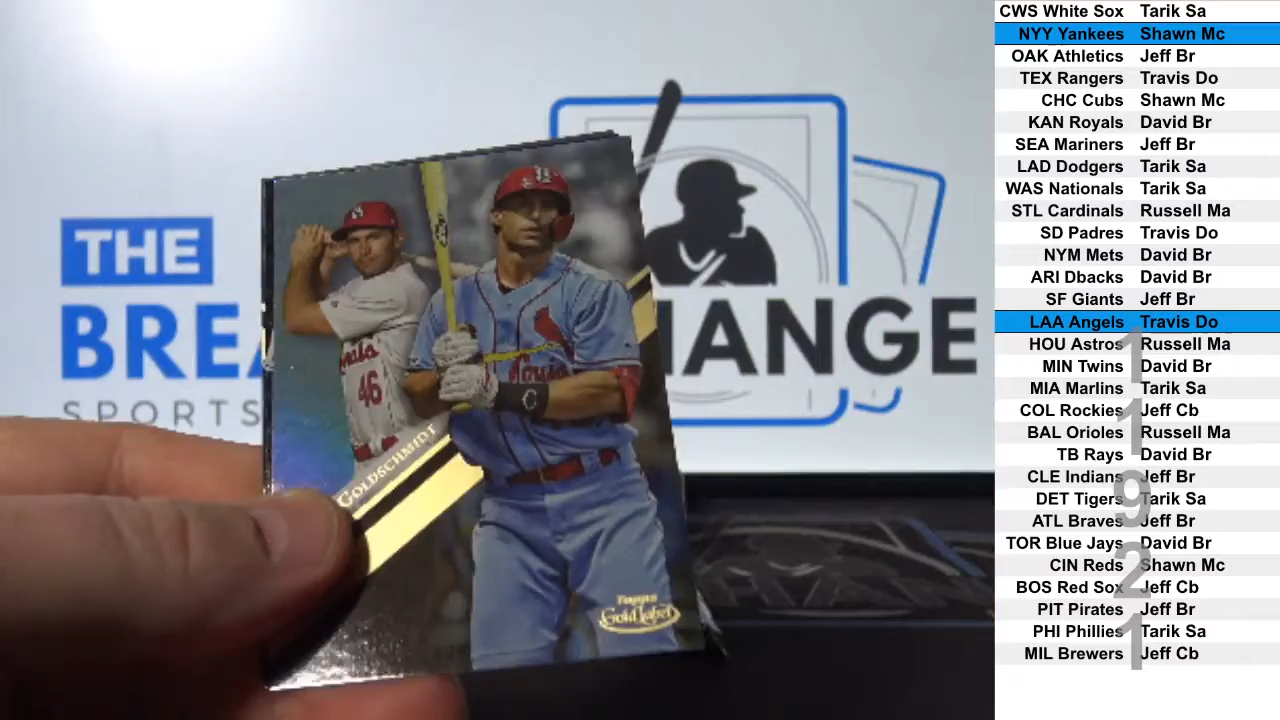 THE
BREA
HANGE
SPORTS
nals
46
GOLDSCHMIDT
Topps
Gold Label
CWS White Sox Tarik Sa
NYY Yankees Shawn Mc
OAK Athletics Jeff Br
TEX Rangers Travis Do
CHC Cubs Shawn Mc
KAN Royals David Br
SEA Mariners Jeff Br
LAD Dodgers Tarik Sa
WAS Nationals Tarik Sa
STL Cardinals Russell Ma
SD Padres Travis Do
NYM Mets David Br
ARI Dbacks David Br
SF Giants Jeff Br
LAA Angels Travis Do
HOU Astros Russell Ma
MIN Twins David Br
MIA Marlins Tarik Sa
COL Rockies Jeff Cb
BAL Orioles Russell Ma
TB Rays David Br
CLE Indians Jeff Br
DET Tigers Tarik Sa
ATL Braves Jeff Br
TOR Blue Jays David Br
CIN Reds Shawn Mc
BOS Red Sox Jeff Cb
PIT Pirates Jeff Br
PHI Phillies Tarik Sa
MIL Brewers Jeff Cb
1
1
9
2
1